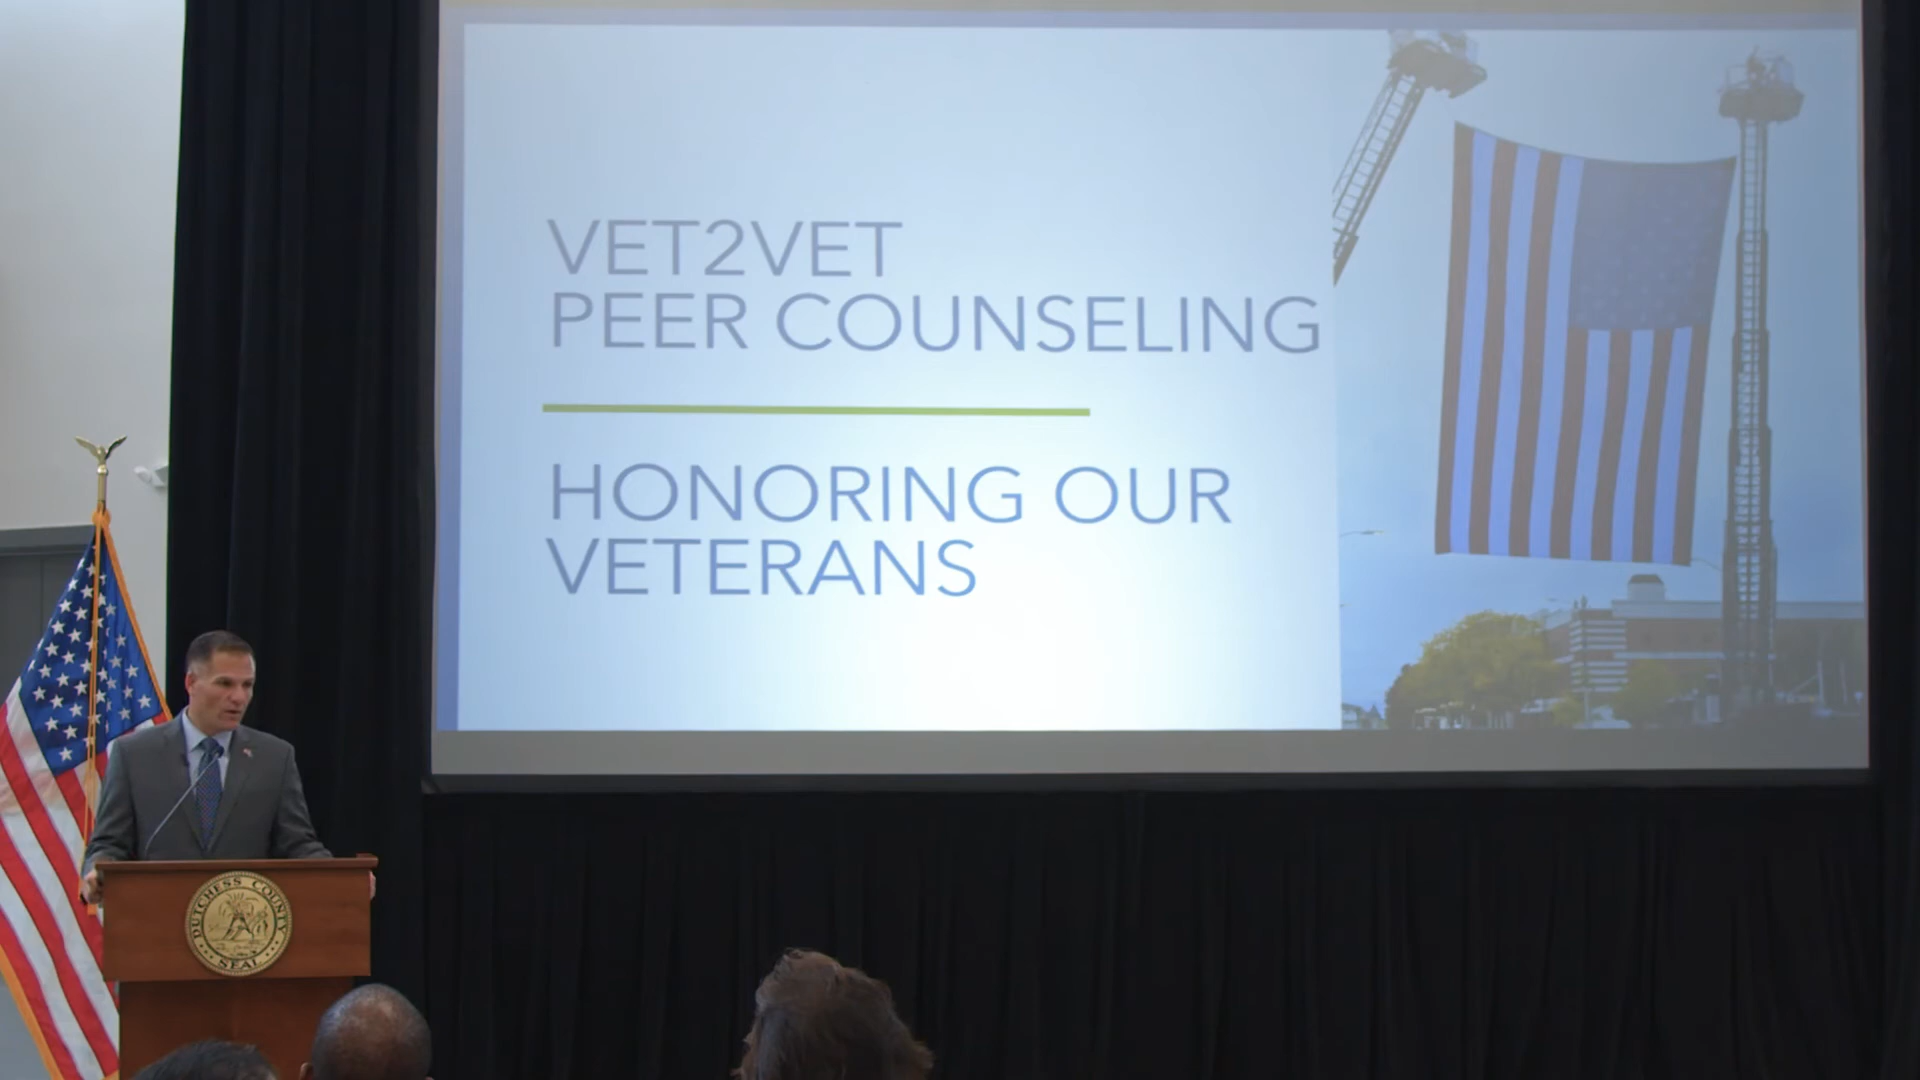 VET2VET
PEER COUNSELING
HONORING OUR
VETERANS
DUTCHESS COUNTY
SEAL